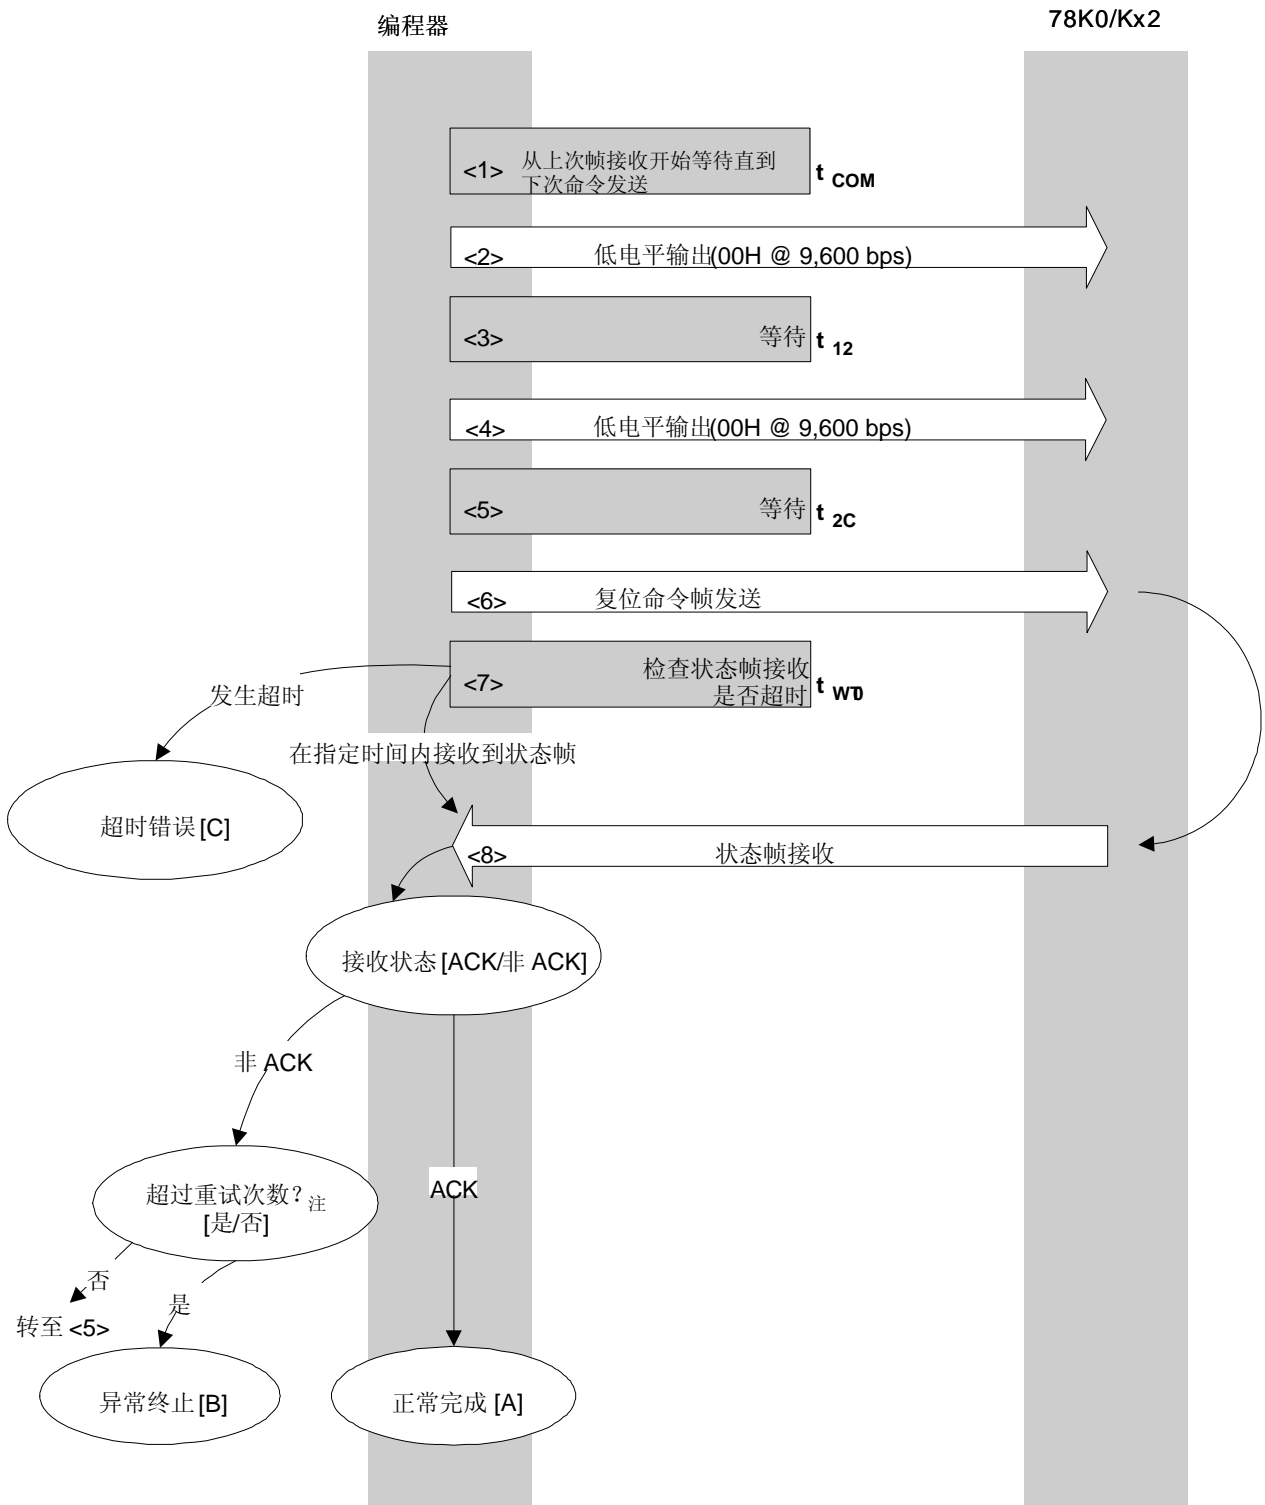 编程器
78K0/Kx2
<1> 从上次帧接收开始等待直到
下次命令发送
t COM
<2> 低电平输出(00H @ 9,600 bps)
<3> 等待 t 12
<4> 低电平输出(00H @ 9,600 bps)
<5> 等待 t 2C
<6> 复位命令帧发送
<7> 检查状态帧接收
是否超时
t WT0
发生超时
在指定时间内接收到状态帧
超时错误 [C]
<8> 状态帧接收
接收状态 [ACK/非 ACK]
非 ACK
ACK
超过重试次数？注
[是/否]
否
是
转至 <5>
异常终止 [B]
正常完成 [A]